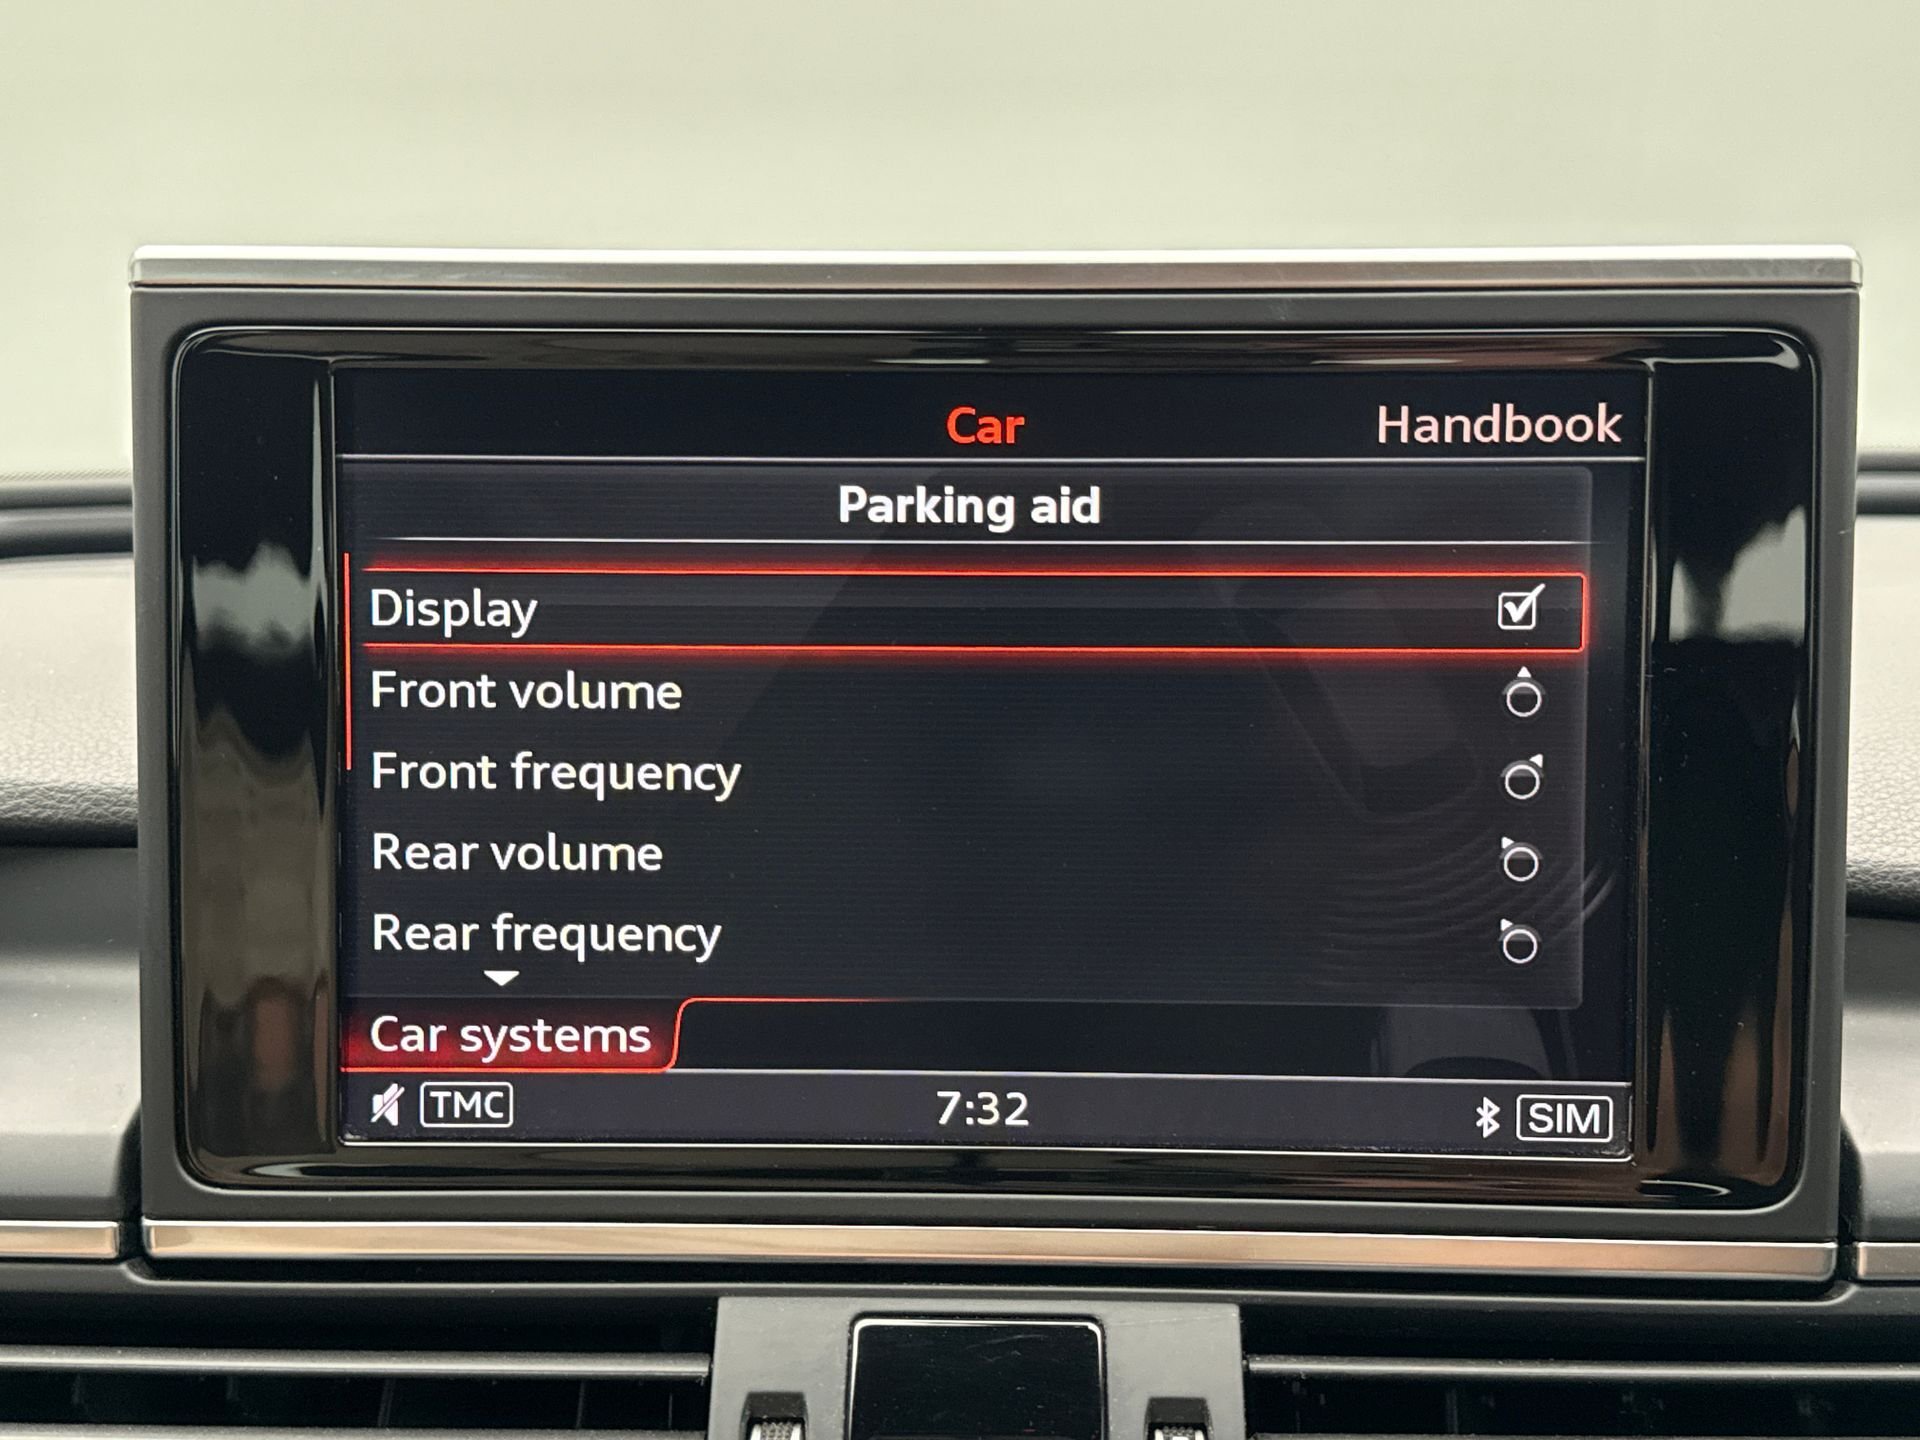 Car
Handbook
Parking aid
Display
Front volume
Front frequency
Rear volume
Rear frequency
Car systems
TMC
7:32
SIM